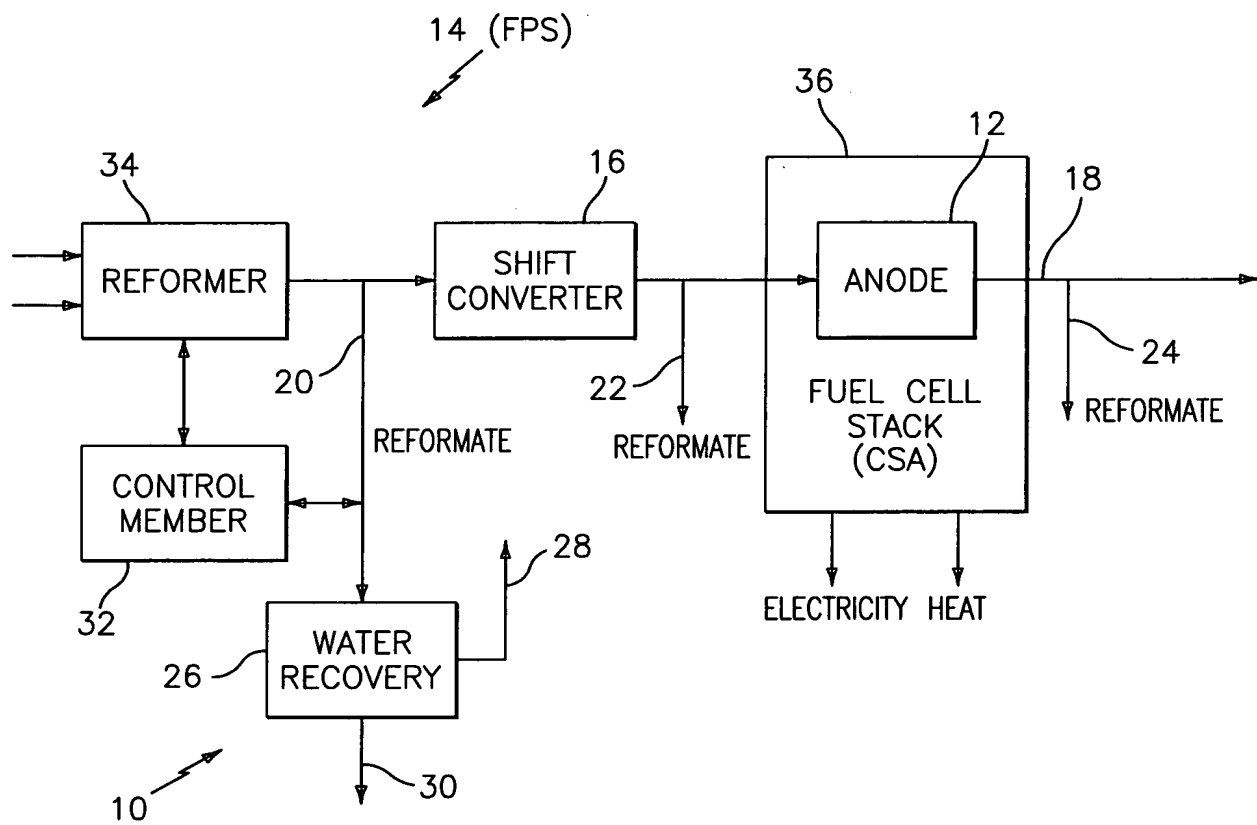 14 (FPS)
36
12
34
16
18
REFORMER
SHIFT
CONVERTER
ANODE
20
22
24
FUEL CELL
STACK
(CSA)
REFORMATE
REFORMATE
REFORMATE
CONTROL
MEMBER
28
32
ELECTRICITY HEAT
26
WATER
RECOVERY
10
30